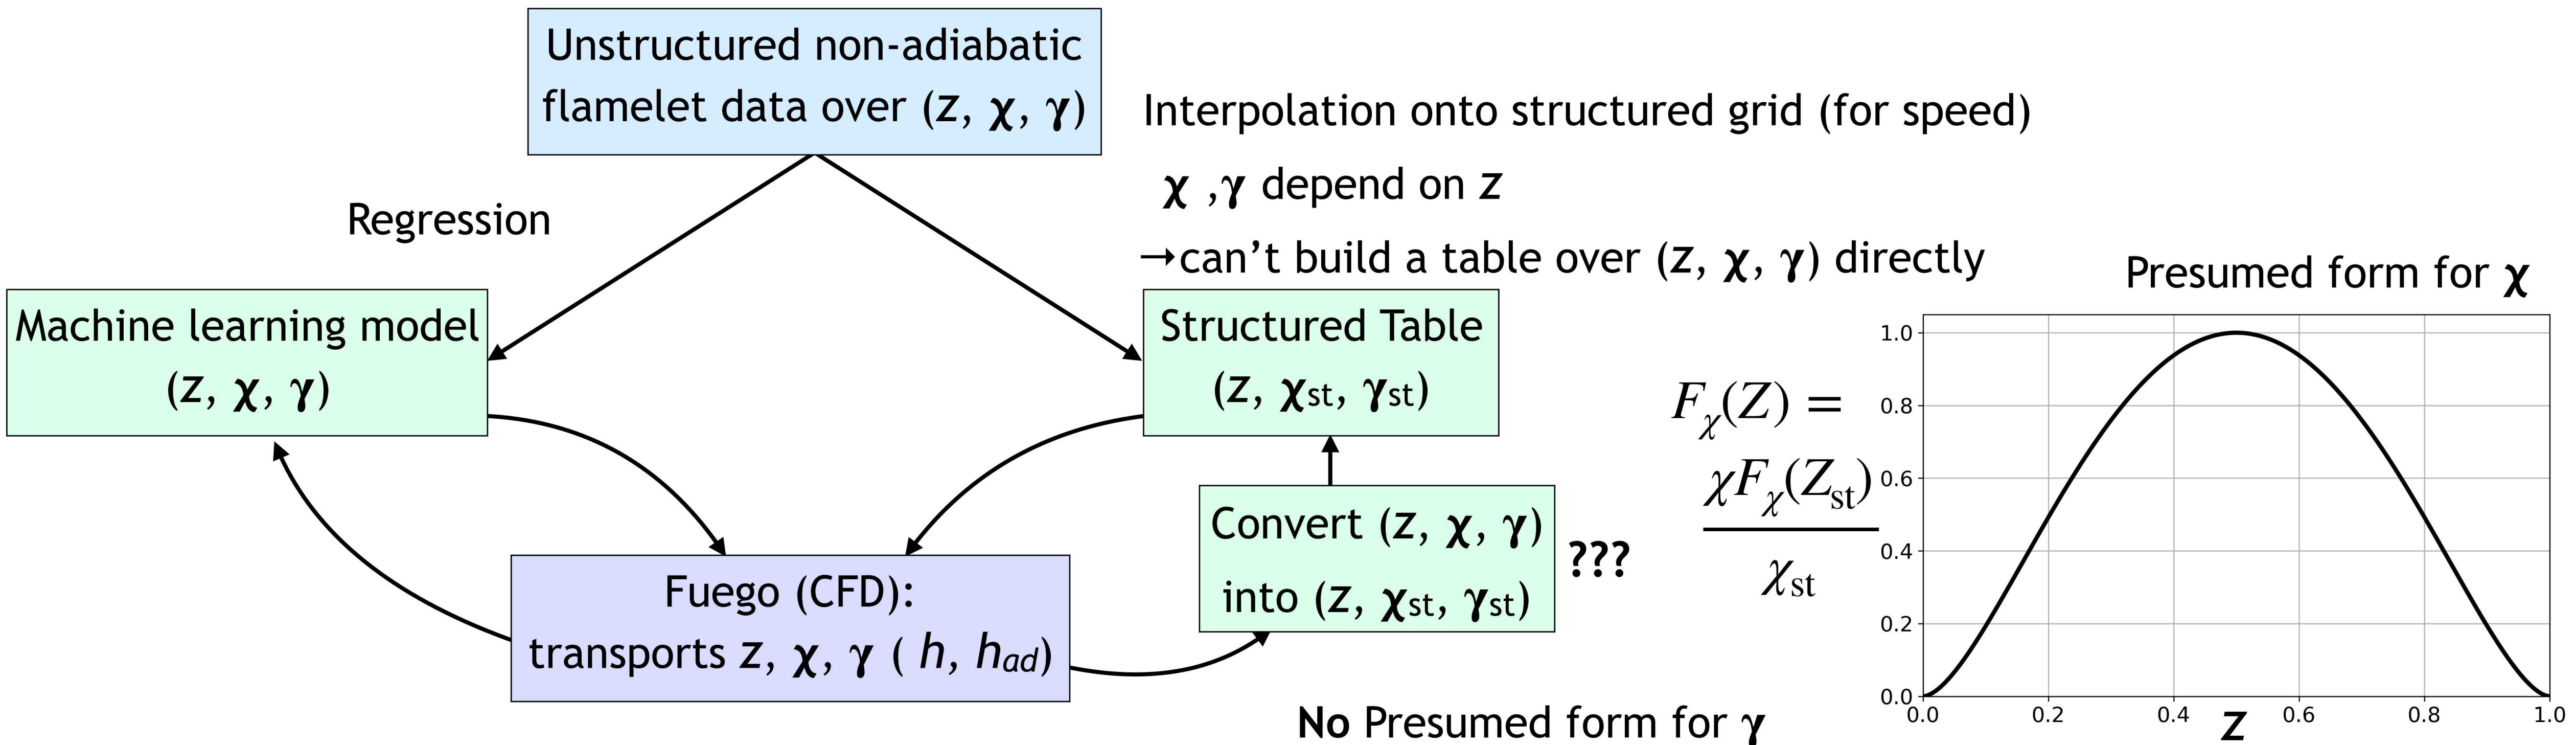 Unstructured non-adiabatic
flamelet data over (z, χ, γ)
Interpolation onto structured grid (for speed)
χ ,γ depend on z
→can’t build a table over (z, χ, γ) directly
Regression
Machine learning model
(z, χ, γ)
Structured Table
(z, χst, γst)
Convert (z, χ, γ)
into (z, χst, γst)
???
Fuego (CFD):
transports z, χ, γ ( h, had)
No Presumed form for γ
Fχ(Z) =
χFχ(Zst)
χst
Presumed form for χ
1.0
0.8
0.6
0.4
0.2
0.0
0.0 0.2 0.4 0.6 0.8 1.0
z